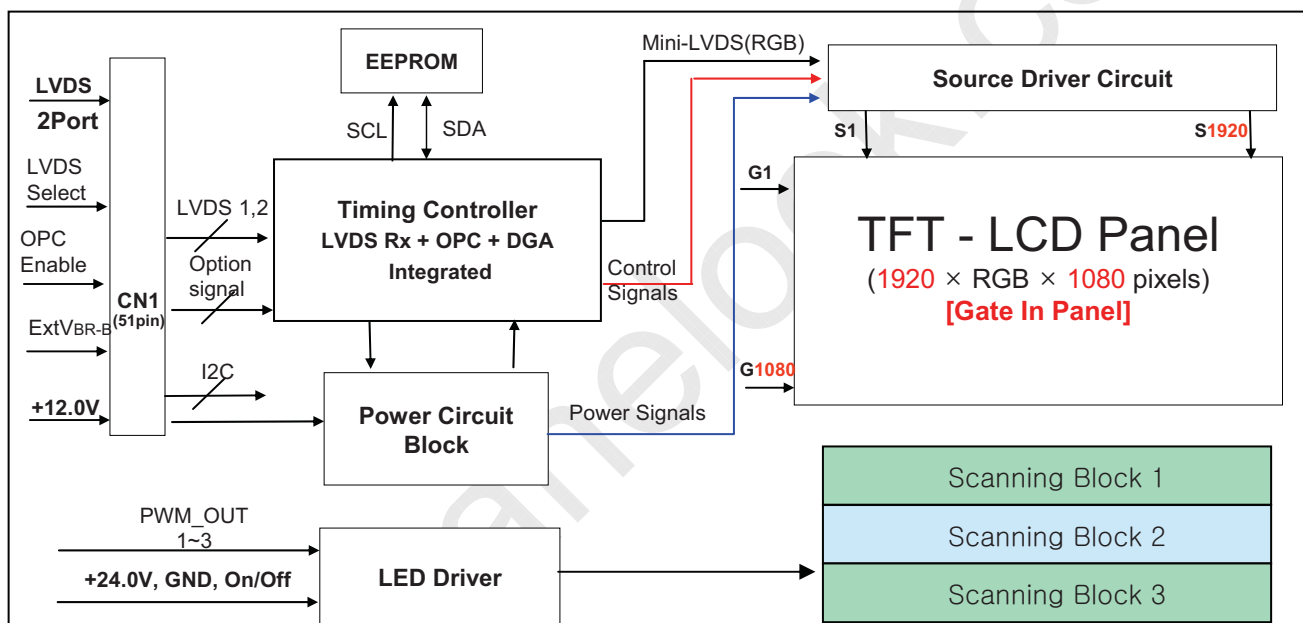 LVDS
2Port
LVDS
Select
OPC
Enable
ExtVBR-B
+12.0V
CN1
(51pin)
LVDS 1,2
Option
signal
I2C
EEPROM
SCL
SDA
Timing Controller
LVDS Rx + OPC + DGA
Integrated
Power Circuit
Block
Mini-LVDS(RGB)
Control
Signals
Power Signals
Source Driver Circuit
S1
S1920
G1
G1080
TFT - LCD Panel
(1920 × RGB × 1080 pixels)
[Gate In Panel]
PWM_OUT
1~3
+24.0V, GND, On/Off
LED Driver
Scanning Block 1
Scanning Block 2
Scanning Block 3